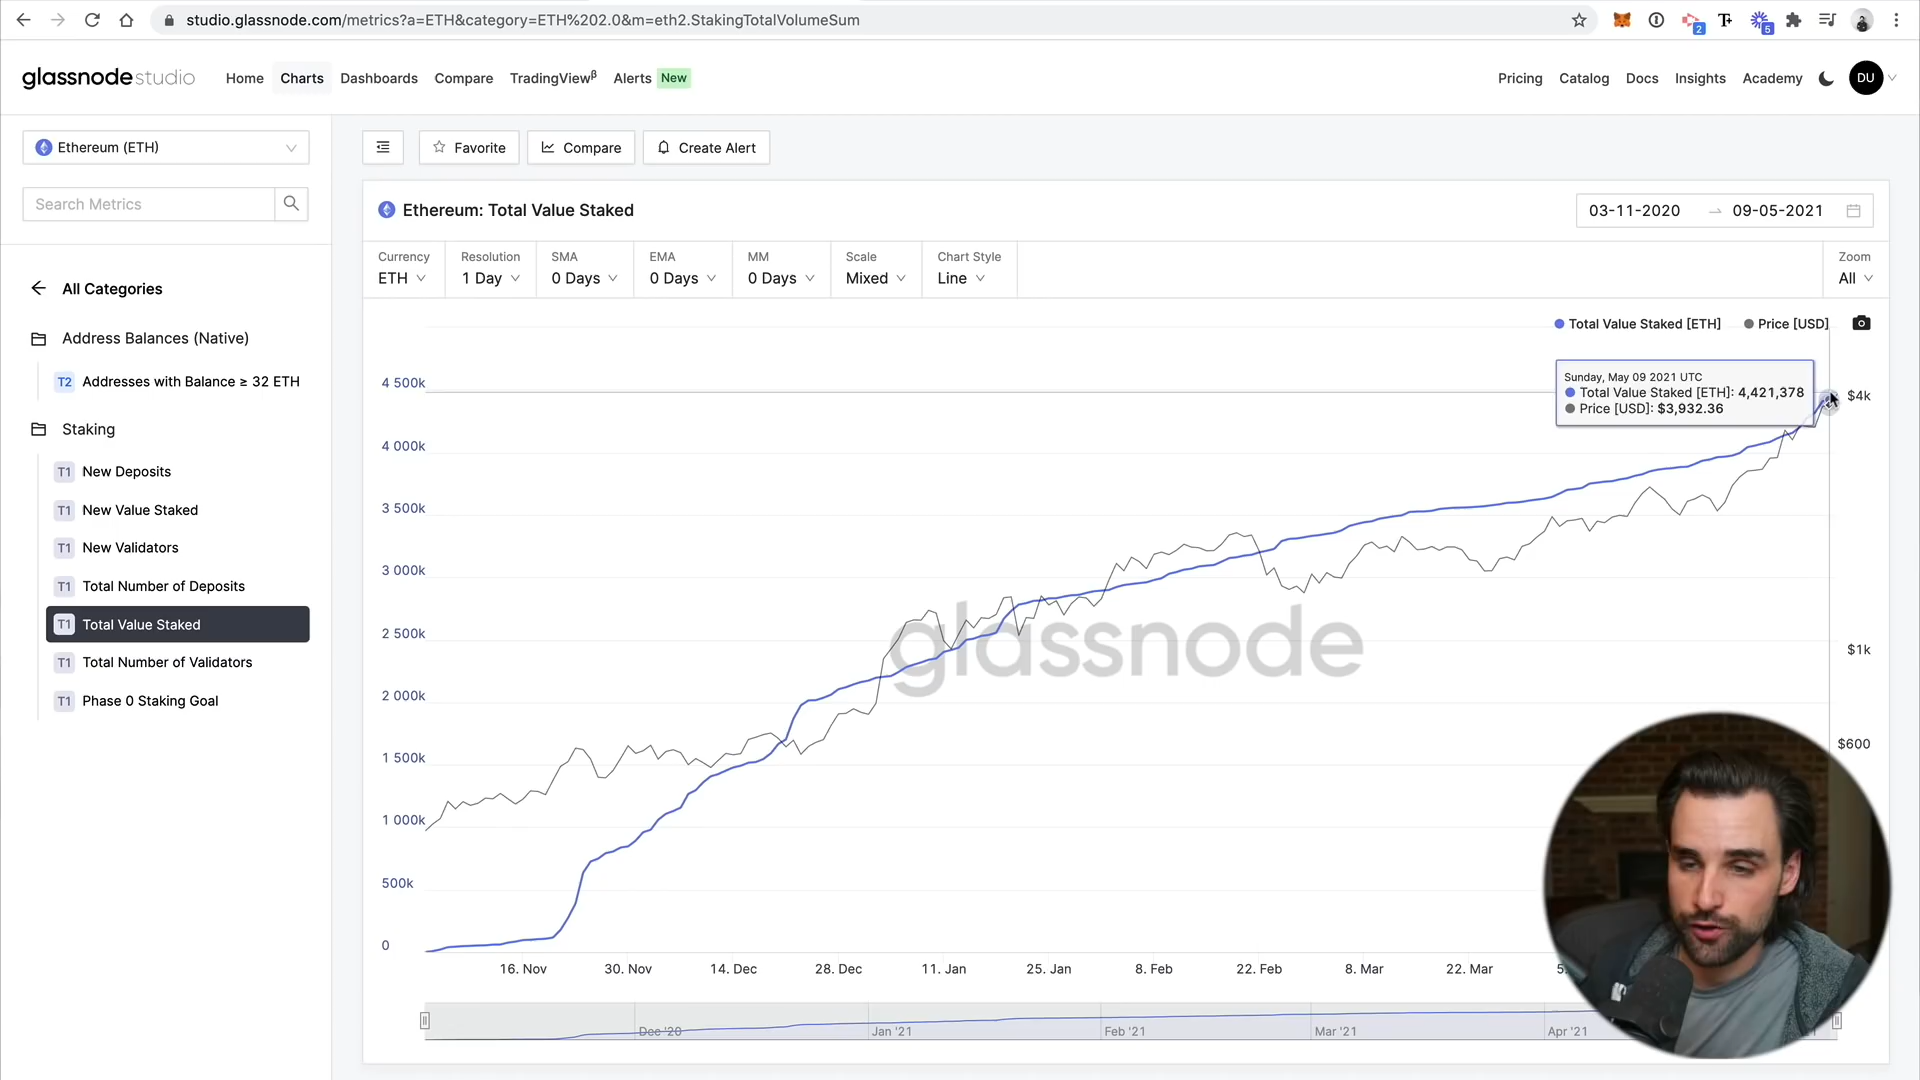 studio.glassnode.com/metrics?a=ETH&category=ETH%202.0&m=eth2.StakingTotalVolumeSum
2
5
glassnodestudio
Home
Charts
Dashboards
Compare
TradingViewβ
Alerts
New
Pricing
Catalog
Docs
Insights
Academy
DU
Ethereum (ETH)
Search Metrics
All Categories
Address Balances (Native)
T2 Addresses with Balance ≥ 32 ETH
Staking
T1 New Deposits
T1 New Value Staked
T1 New Validators
T1 Total Number of Deposits
T1 Total Value Staked
T1 Total Number of Validators
T1 Phase 0 Staking Goal
Favorite
Compare
Create Alert
Ethereum: Total Value Staked
03-11-2020 → 09-05-2021
Currency
ETH
Resolution
1 Day
SMA
0 Days
EMA
0 Days
MM
0 Days
Scale
Mixed
Chart Style
Line
Zoom
All
Total Value Staked [ETH]
Price [USD]
Sunday, May 09 2021 UTC
Total Value Staked [ETH]: 4,421,378
Price [USD]: $3,932.36
4 500k
4 000k
3 500k
3 000k
2 500k
2 000k
1 500k
1 000k
500k
0
$4k
$1k
$600
glassnode
16. Nov
30. Nov
14. Dec
28. Dec
11. Jan
25. Jan
8. Feb
22. Feb
8. Mar
22. Mar
5.
Dec '20
Jan '21
Feb '21
Mar '21
Apr '21